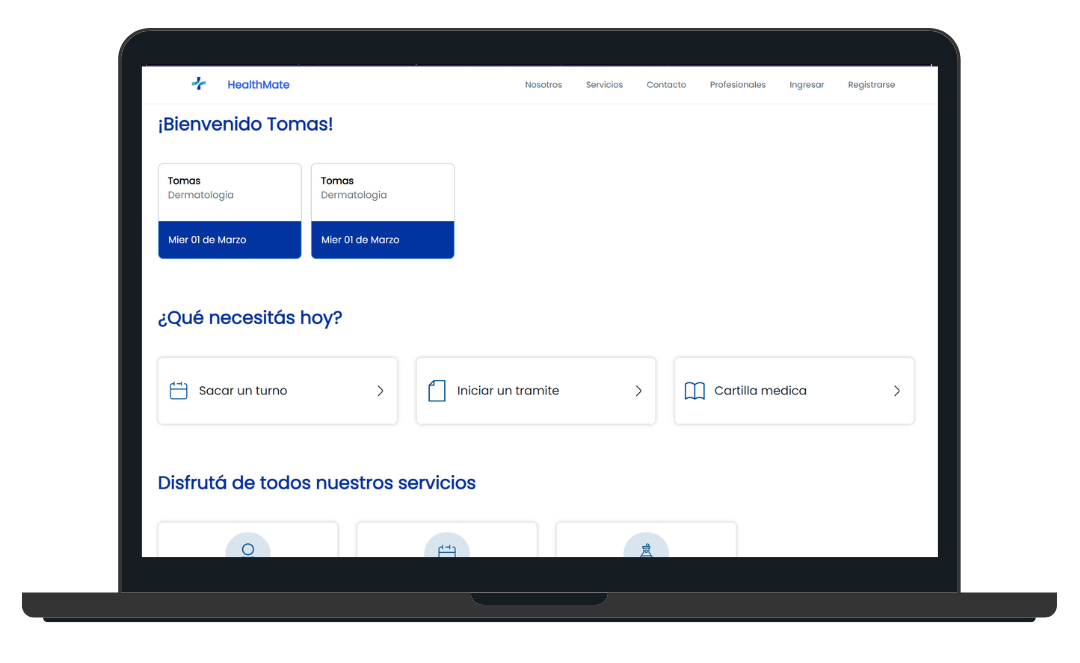 HealthMate
Nosotros Servicios Contacto Profesionales Ingresar Registrarse
¡Bienvenido Tomas!
Tomas
Dermatologia
Mier 01 de Marzo
Tomas
Dermatologia
Mier 01 de Marzo
¿Qué necesitás hoy?
Sacar un turno
Iniciar un tramite
Cartilla medica
Disfrutá de todos nuestros servicios